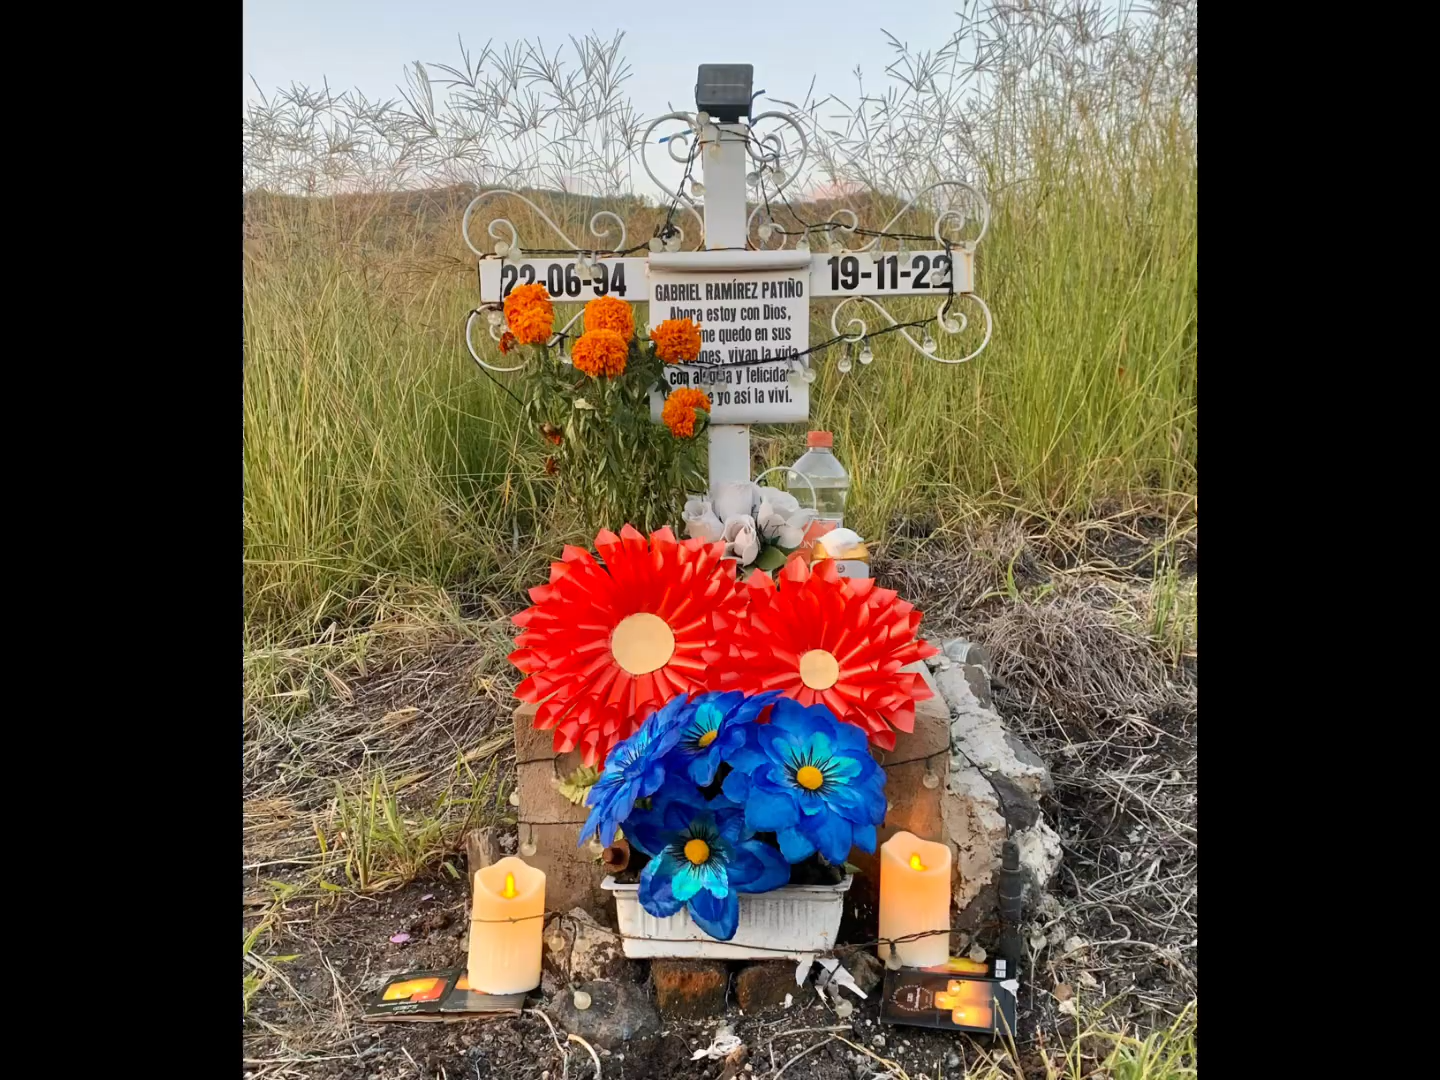 22-06-94
19-11-22
GABRIEL RAMÍREZ PATIÑO
Ahora estoy con Dios,
me quedo en sus
vivan la vida
con alegría y felicidad
yo así la viví.